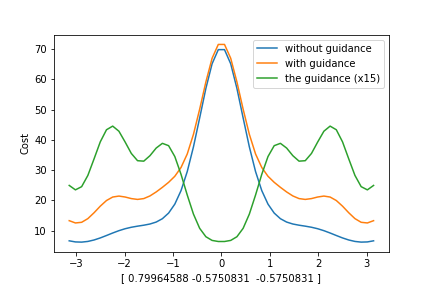 70
60
50
40
30
20
10
Cost
without guidance
with guidance
the guidance (x15)
−3 −2 −1 0 1 2 3
[ 0.79964588 -0.5750831 -0.5750831 ]